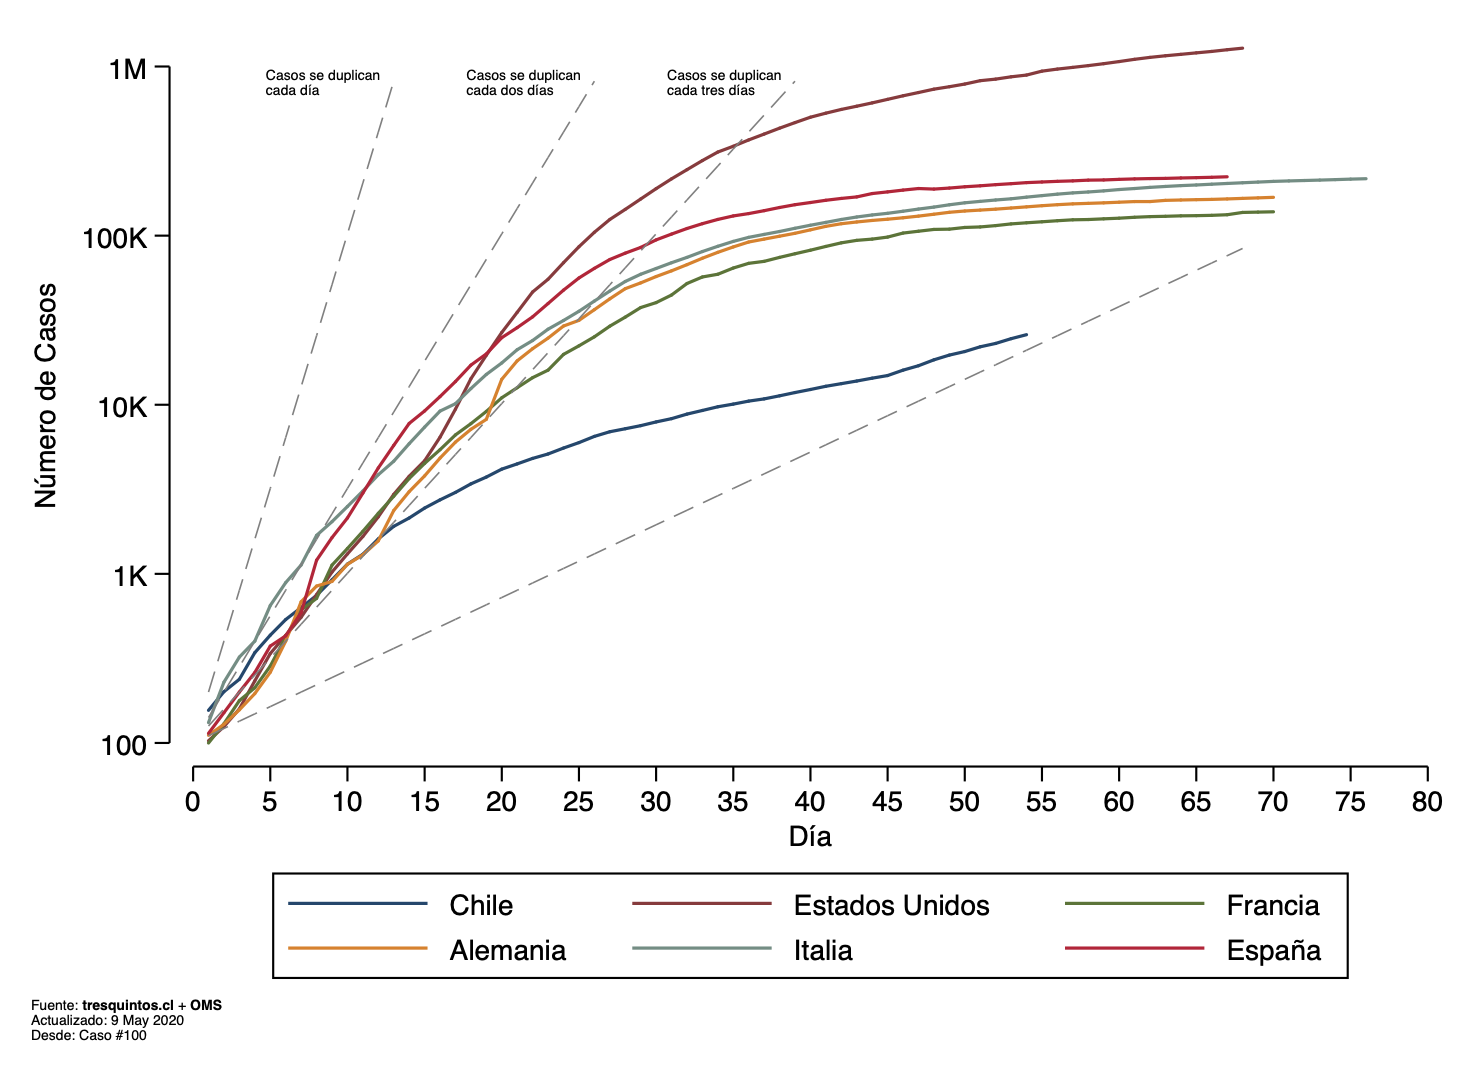 1M
100K
10K
1K
100
Número de Casos
Casos se duplican
cada día
Casos se duplican
cada dos días
Casos se duplican
cada tres días
0 5 10 15 20 25 30 35 40 45 50 55 60 65 70 75 80
Día
Chile Estados Unidos Francia
Alemania Italia España
Fuente: tresquintos.cl + OMS
Actualizado: 9 May 2020
Desde: Caso #100